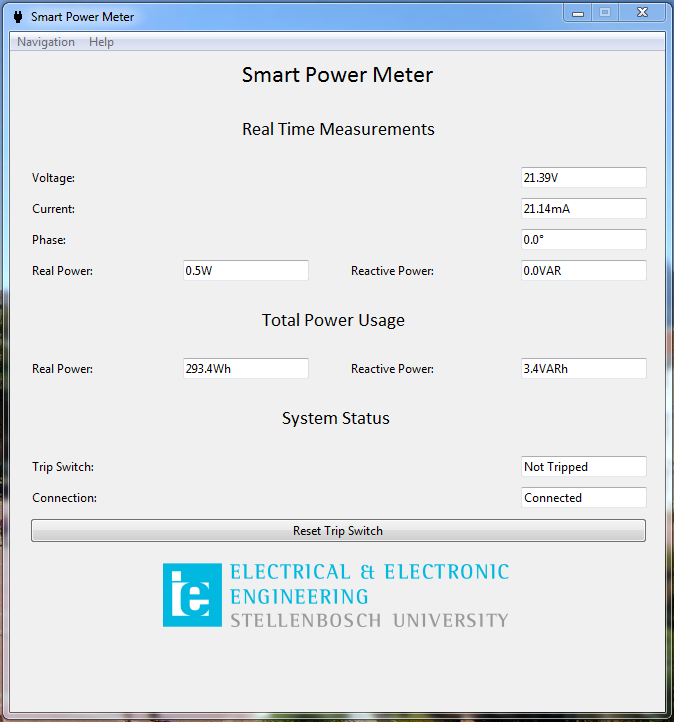 Smart Power Meter
Navigation Help
Smart Power Meter
Real Time Measurements
Voltage: 21.39V
Current: 21.14mA
Phase: 0.0°
Real Power: 0.5W Reactive Power: 0.0VAR
Total Power Usage
Real Power: 293.4Wh Reactive Power: 3.4VARh
System Status
Trip Switch: Not Tripped
Connection: Connected
Reset Trip Switch
ie ELECTRICAL & ELECTRONIC
ENGINEERING
STELLENBOSCH UNIVERSITY